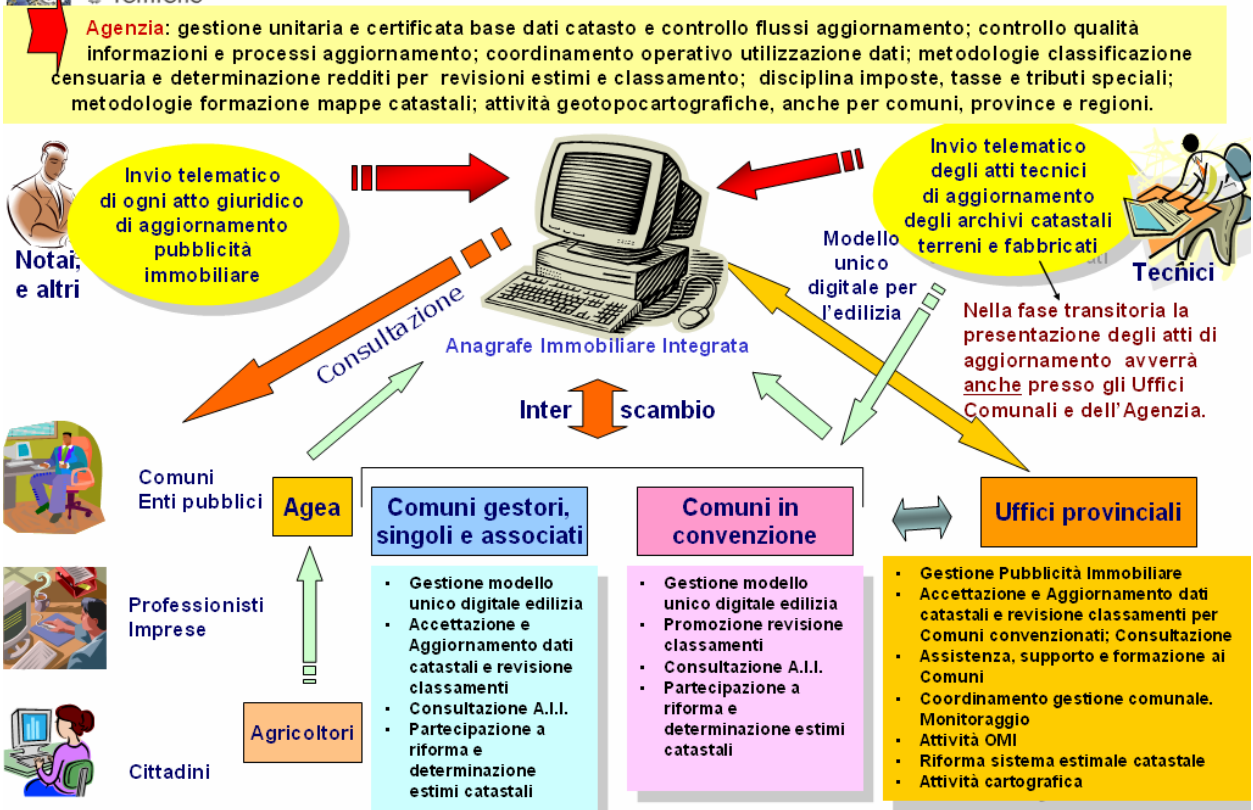 Territorio
Agenzia: gestione unitaria e certificata base dati catasto e controllo flussi aggiornamento; controllo qualità
informazioni e processi aggiornamento; coordinamento operativo utilizzazione dati; metodologie classificazione
censuaria e determinazione redditi per revisioni estimi e classamento; disciplina imposte, tasse e tributi speciali;
metodologie formazione mappe catastali; attività geotopocartografiche, anche per comuni, province e regioni.
Invio telematico
di ogni atto giuridico
di aggiornamento
pubblicità
immobiliare
Notai,
e altri
Invio telematico
degli atti tecnici
di aggiornamento
degli archivi catastali
terreni e fabbricati
Tecnici
Modello
unico
digitale per
l'edilizia
Nella fase transitoria la
presentazione degli atti di
aggiornamento avverrà
anche presso gli Uffici
Comunali e dell'Agenzia.
Consultazione
Anagrafe Immobiliare Integrata
Inter scambio
Comuni
Enti pubblici
Professionisti
Imprese
Cittadini
Agea
Agricoltori
Comuni gestori,
singoli e associati
▪ Gestione modello
unico digitale edilizia
▪ Accettazione e
Aggiornamento dati
catastali e revisione
classamenti
▪ Consultazione A.I.I.
▪ Partecipazione a
riforma e
determinazione
estimi catastali
Comuni in
convenzione
▪ Gestione modello
unico digitale edilizia
▪ Promozione revisione
classamenti
▪ Consultazione A.I.I.
▪ Partecipazione a
riforma e
determinazione estimi
catastali
Uffici provinciali
▪ Gestione Pubblicità Immobiliare
▪ Accettazione e Aggiornamento dati
catastali e revisione classamenti per
Comuni convenzionati; Consultazione
▪ Assistenza, supporto e formazione ai
Comuni
▪ Coordinamento gestione comunale.
Monitoraggio
▪ Attività OMI
▪ Riforma sistema estimale catastale
▪ Attività cartografica